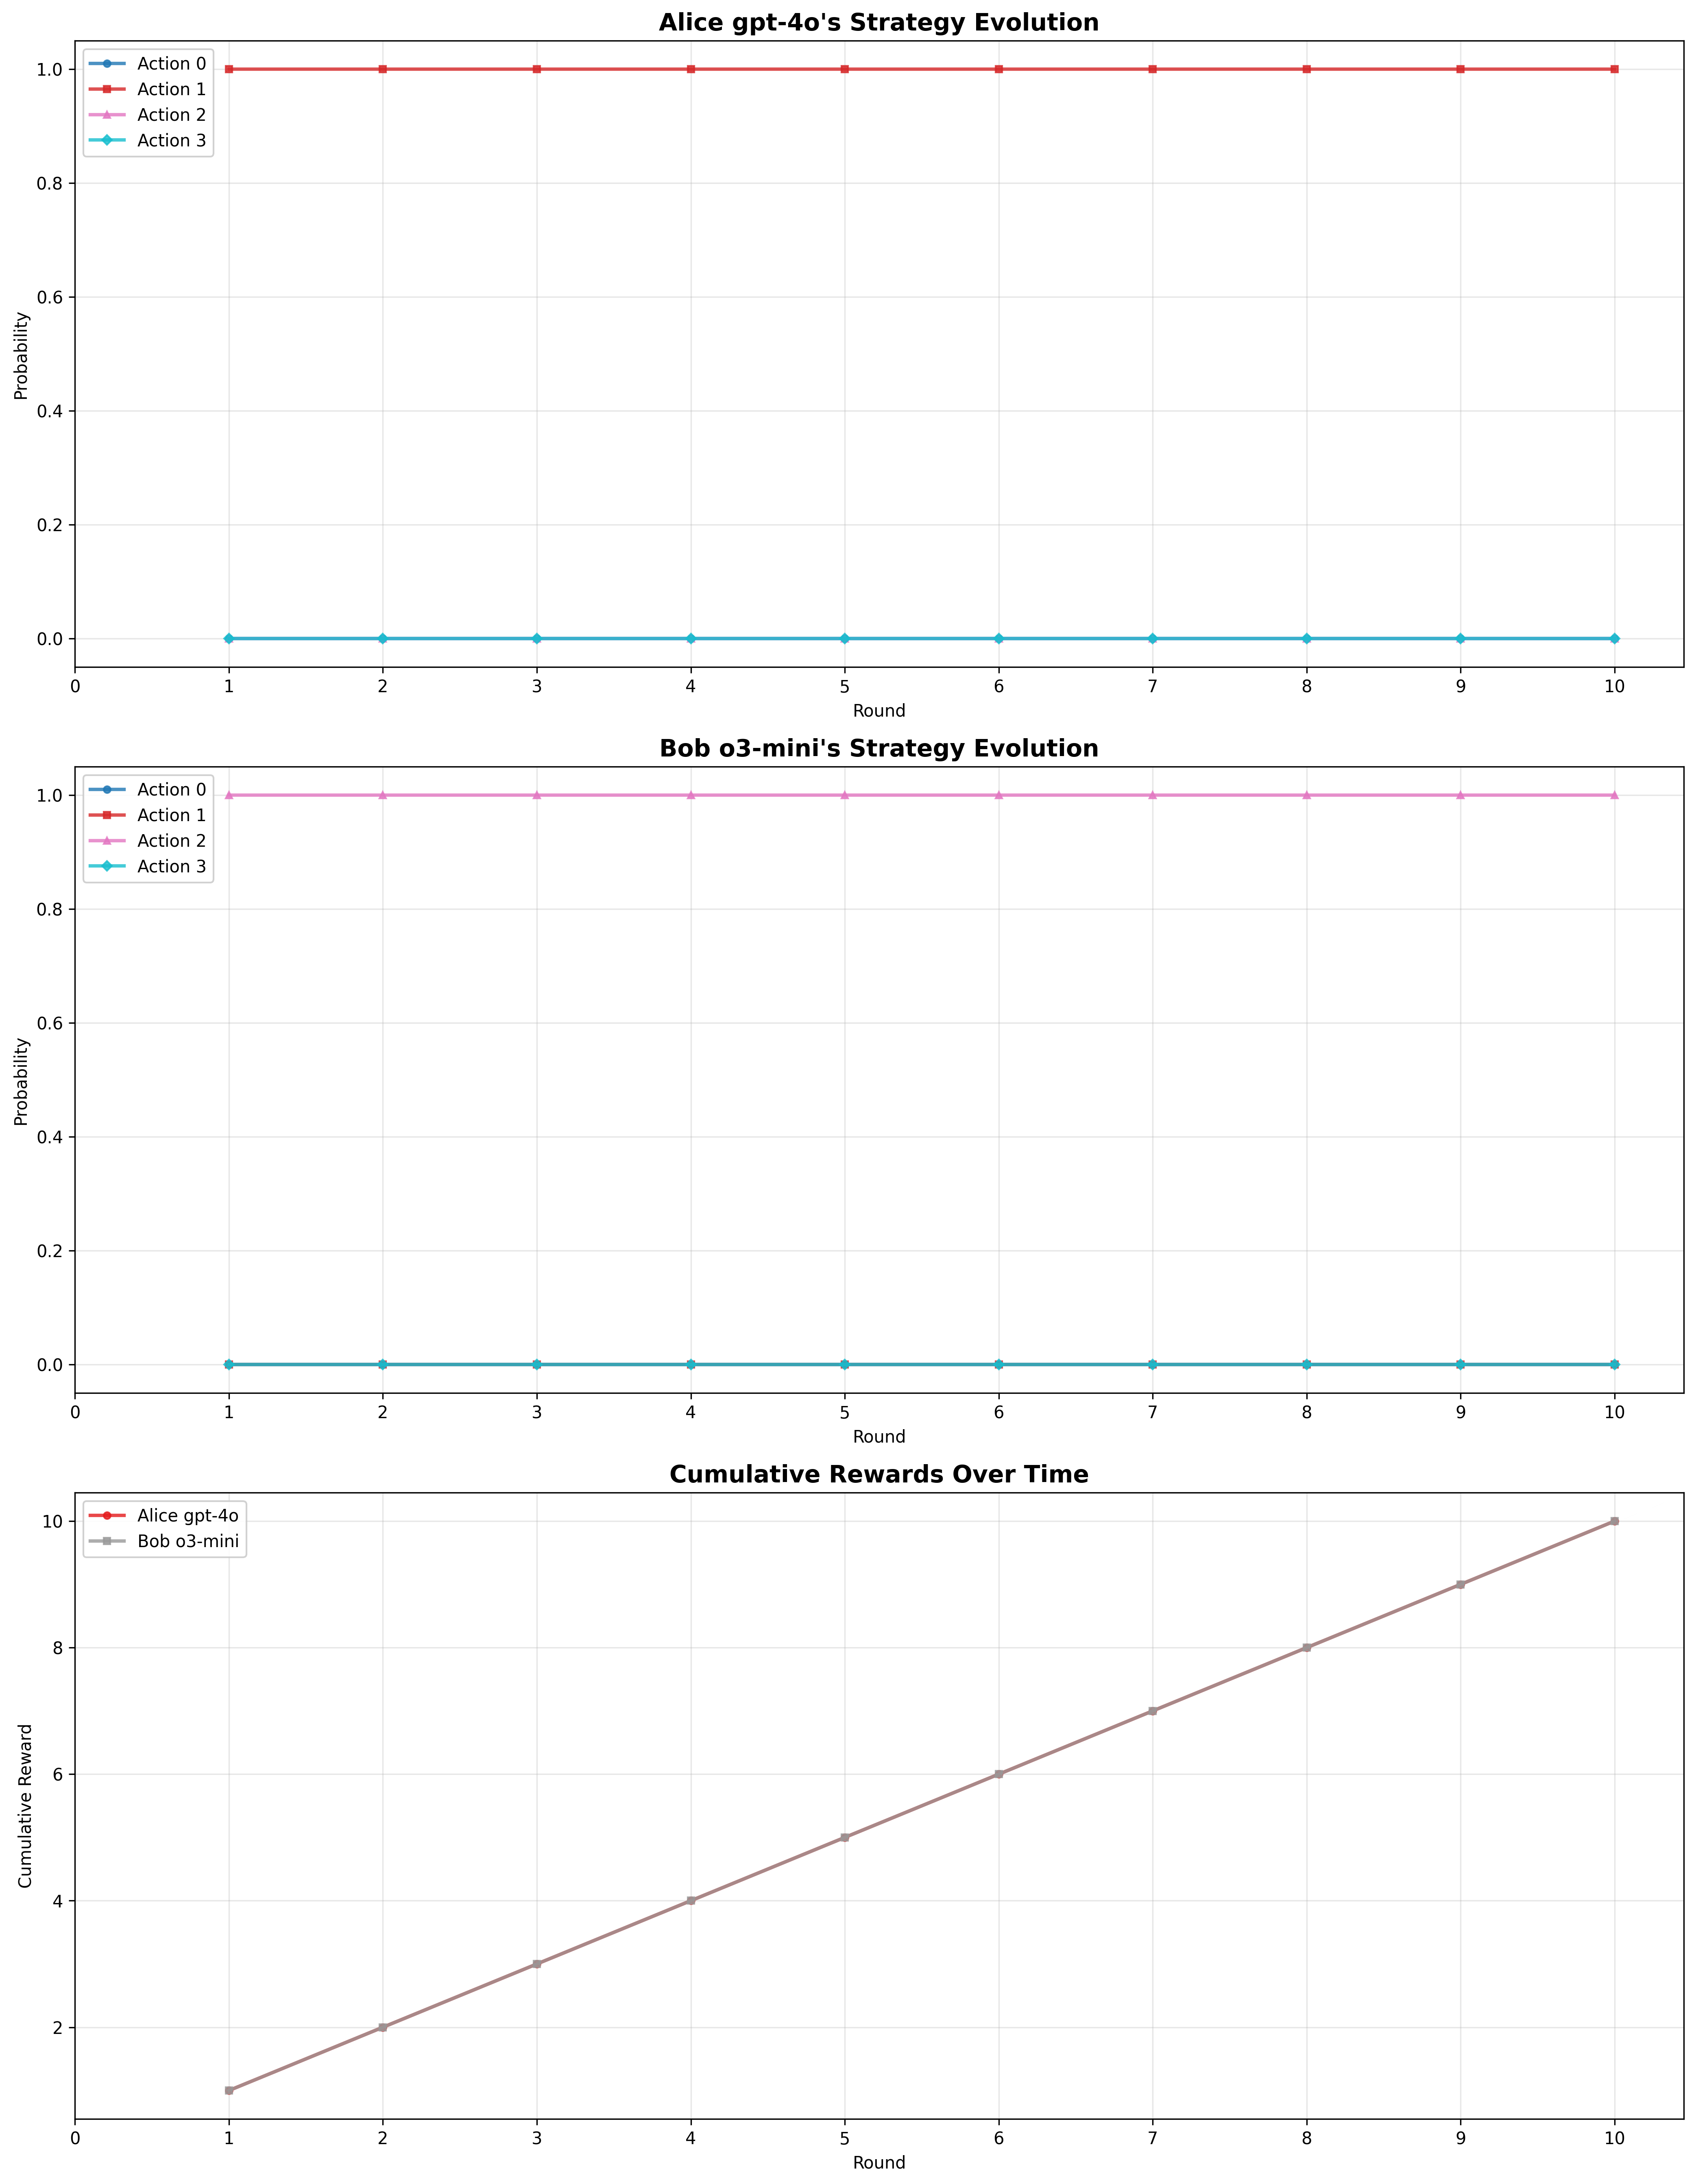 Alice gpt-4o's Strategy Evolution
Action 0
Action 1
Action 2
Action 3
1.0
0.8
0.6
0.4
0.2
0.0
Probability
0 1 2 3 4 5 6 7 8 9 10
Round
Bob o3-mini's Strategy Evolution
Action 0
Action 1
Action 2
Action 3
1.0
0.8
0.6
0.4
0.2
0.0
Probability
0 1 2 3 4 5 6 7 8 9 10
Round
Cumulative Rewards Over Time
Alice gpt-4o
Bob o3-mini
10
8
6
4
2
Cumulative Reward
0 1 2 3 4 5 6 7 8 9 10
Round